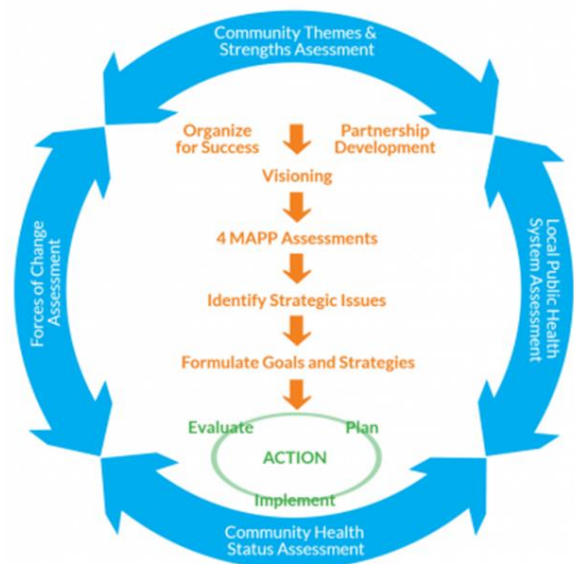 Community Themes &
Strengths Asessment
Organize
for Success
Partnership
Development
Visioning
4 MAPP Assessments
Identify Strategic Issues
Formulate Goals and Strategies
Evaluate
Plan
ACTION
Implement
Forces of Change
Assessment
Local Public Health
System Assessment
Community Health
Status Assessment